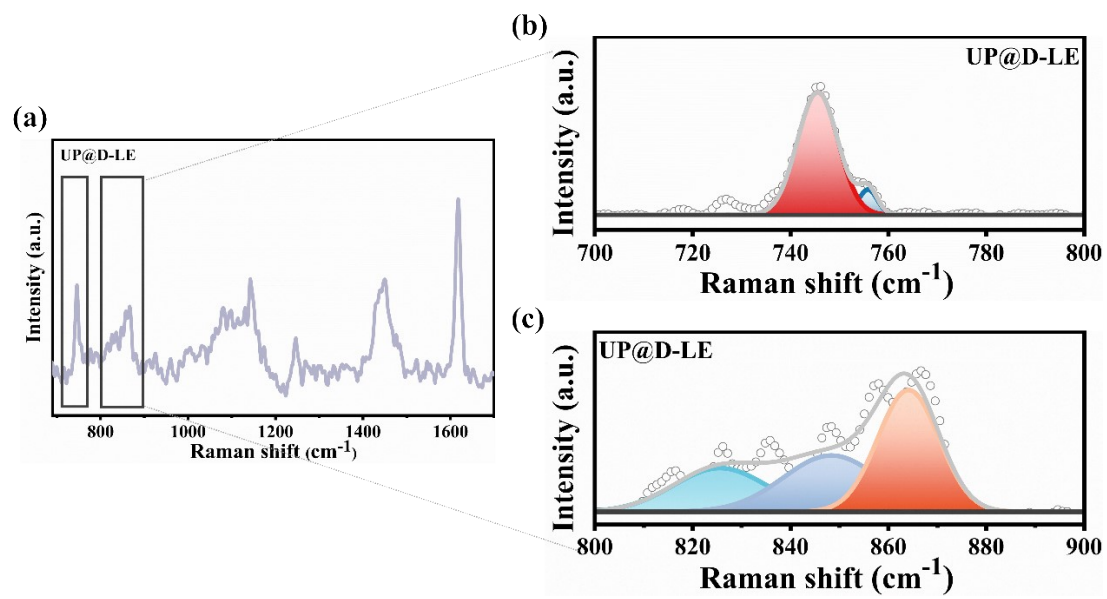 (a)
UP@D-LE
Intensity (a.u.)
800 1000 1200 1400 1600
Raman shift (cm-1)
(b)
UP@D-LE
Intensity (a.u.)
700 720 740 760 780 800
Raman shift (cm-1)
(c)
UP@D-LE
Intensity (a.u.)
800 820 840 860 880 900
Raman shift (cm-1)